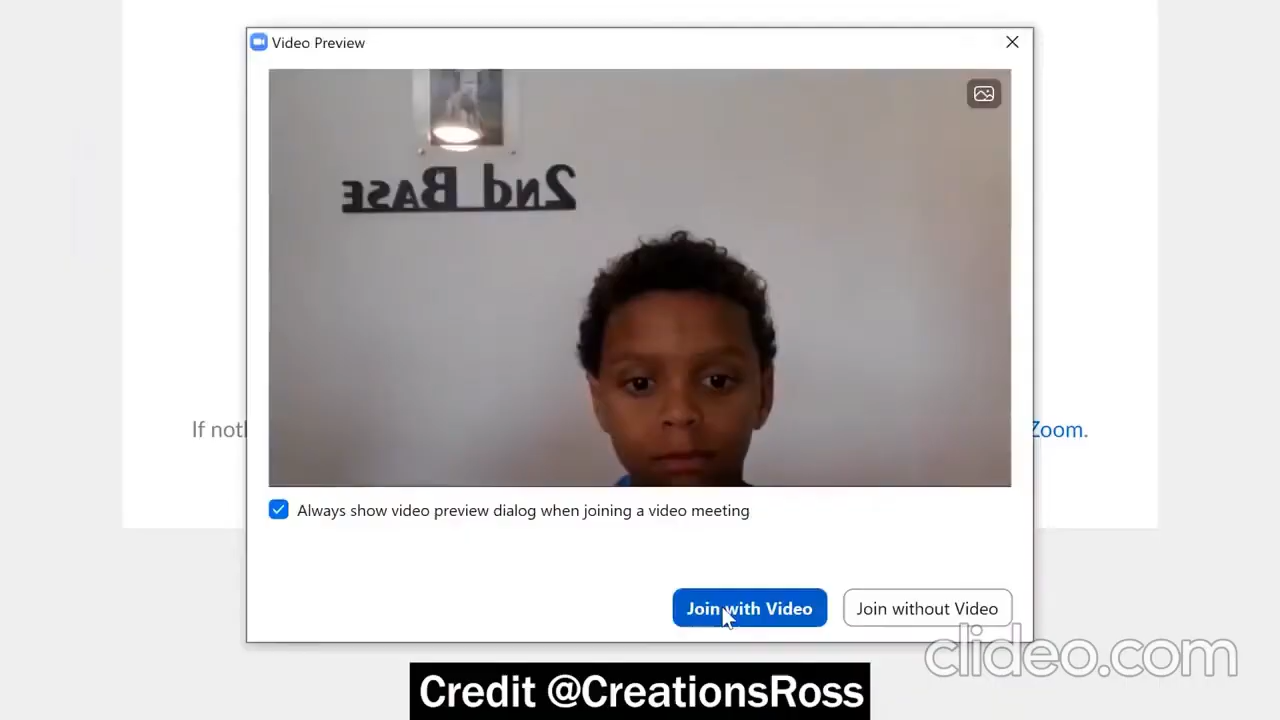 Video Preview
2nd Base
If not
Zoom.
Always show video preview dialog when joining a video meeting
Join with Video
Join without Video
clideo.com
Credit @CreationsRoss